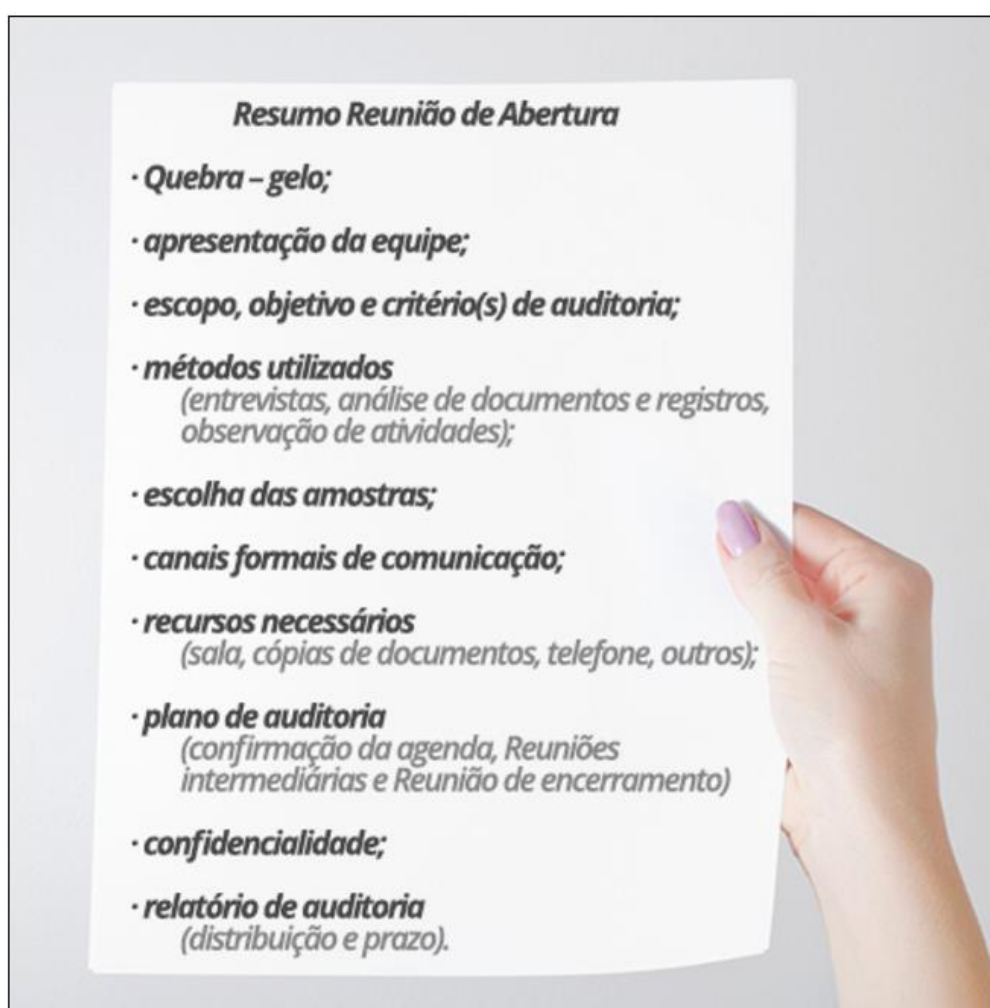 Resumo Reunião de Abertura
· Quebra – gelo;
· apresentação da equipe;
· escopo, objetivo e critério(s) de auditoria;
· métodos utilizados
(entrevistas, análise de documentos e registros,
observação de atividades);
· escolha das amostras;
· canais formais de comunicação;
· recursos necessários
(sala, cópias de documentos, telefone, outros);
· plano de auditoria
(confirmação da agenda, Reuniões
intermediárias e Reunião de encerramento)
· confidencialidade;
· relatório de auditoria
(distribuição e prazo).